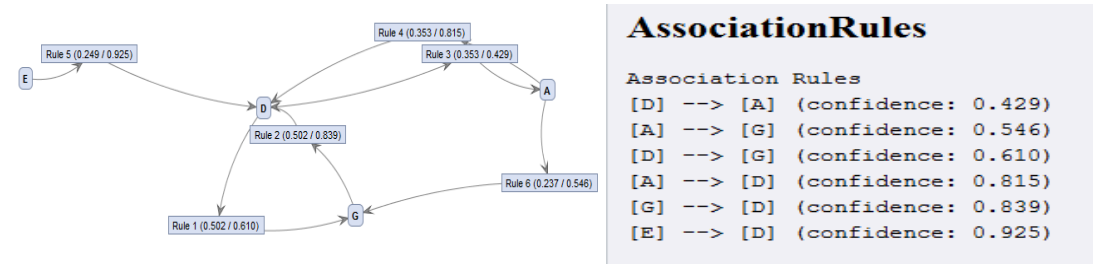 Rule 4 (0.353 / 0.815)
Rule 5 (0.249 / 0.925)
Rule 3 (0.353 / 0.429)
E
A
D
Rule 2 (0.502 / 0.839)
Rule 6 (0.237 / 0.546)
G
Rule 1 (0.502 / 0.610)
AssociationRules
Association Rules
[D] --> [A] (confidence: 0.429)
[A] --> [G] (confidence: 0.546)
[D] --> [G] (confidence: 0.610)
[A] --> [D] (confidence: 0.815)
[G] --> [D] (confidence: 0.839)
[E] --> [D] (confidence: 0.925)